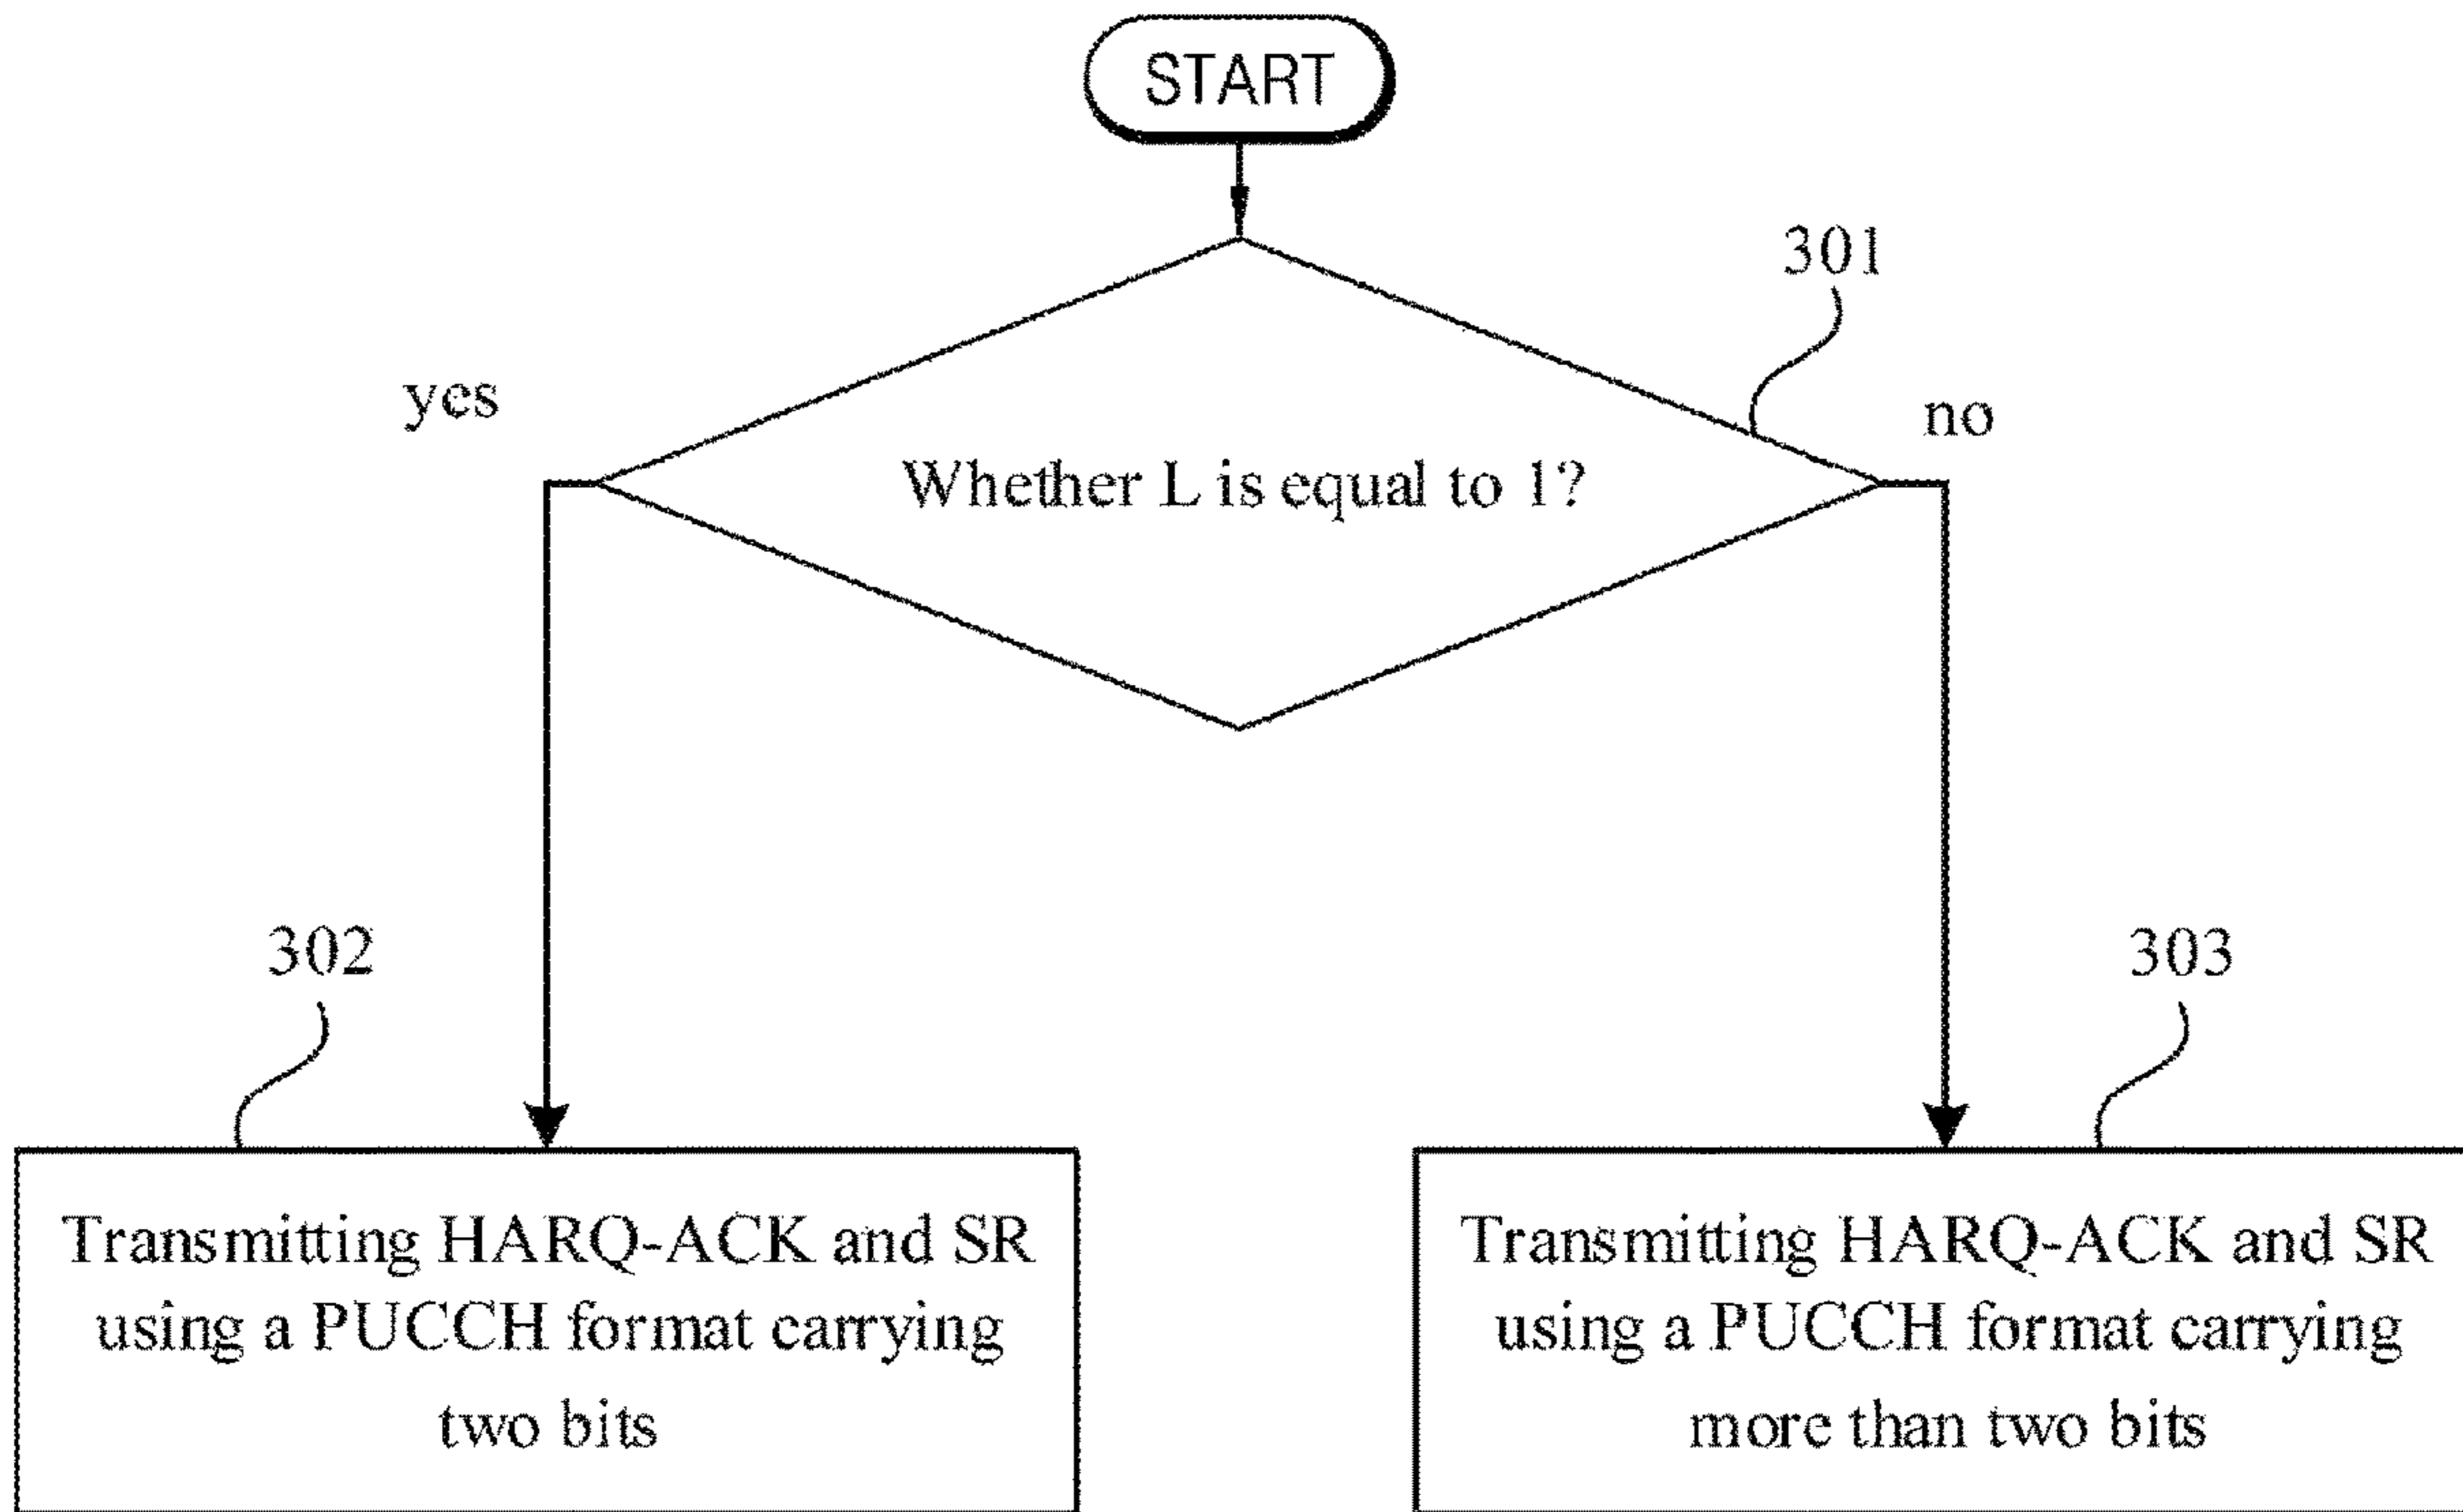 START
301
yes
no
Whether L is equal to 1?
302
303
Transmitting HARQ-ACK and SR
using a PUCCH format carrying
two bits
Transmitting HARQ-ACK and SR
using a PUCCH format carrying
more than two bits